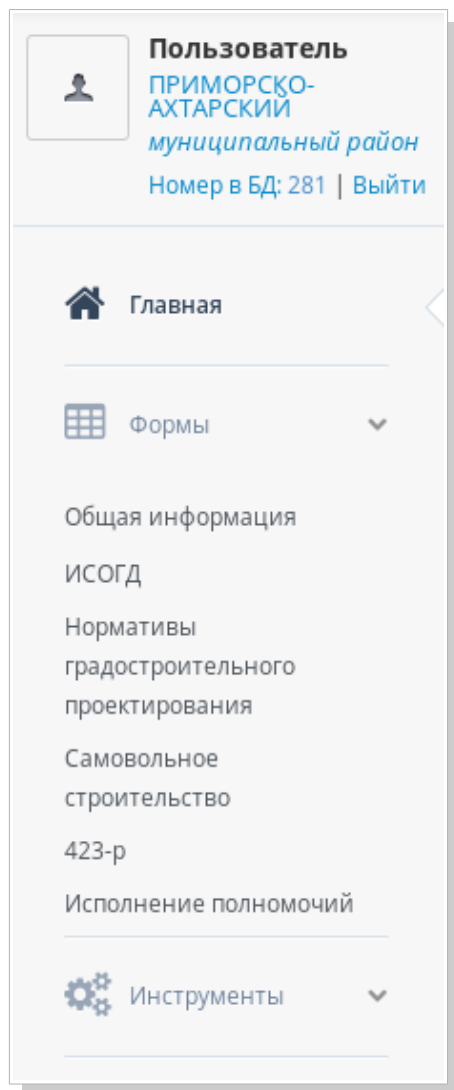 Пользователь
ПРИМОРСКО-
АХТАРСКИЙ
муниципальный район
Номер в БД: 281 | Выйти
Главная
Формы
Общая информация
ИСОГД
Нормативы
градостроительного
проектирования
Самовольное
строительство
423-р
Исполнение полномочий
Инструменты